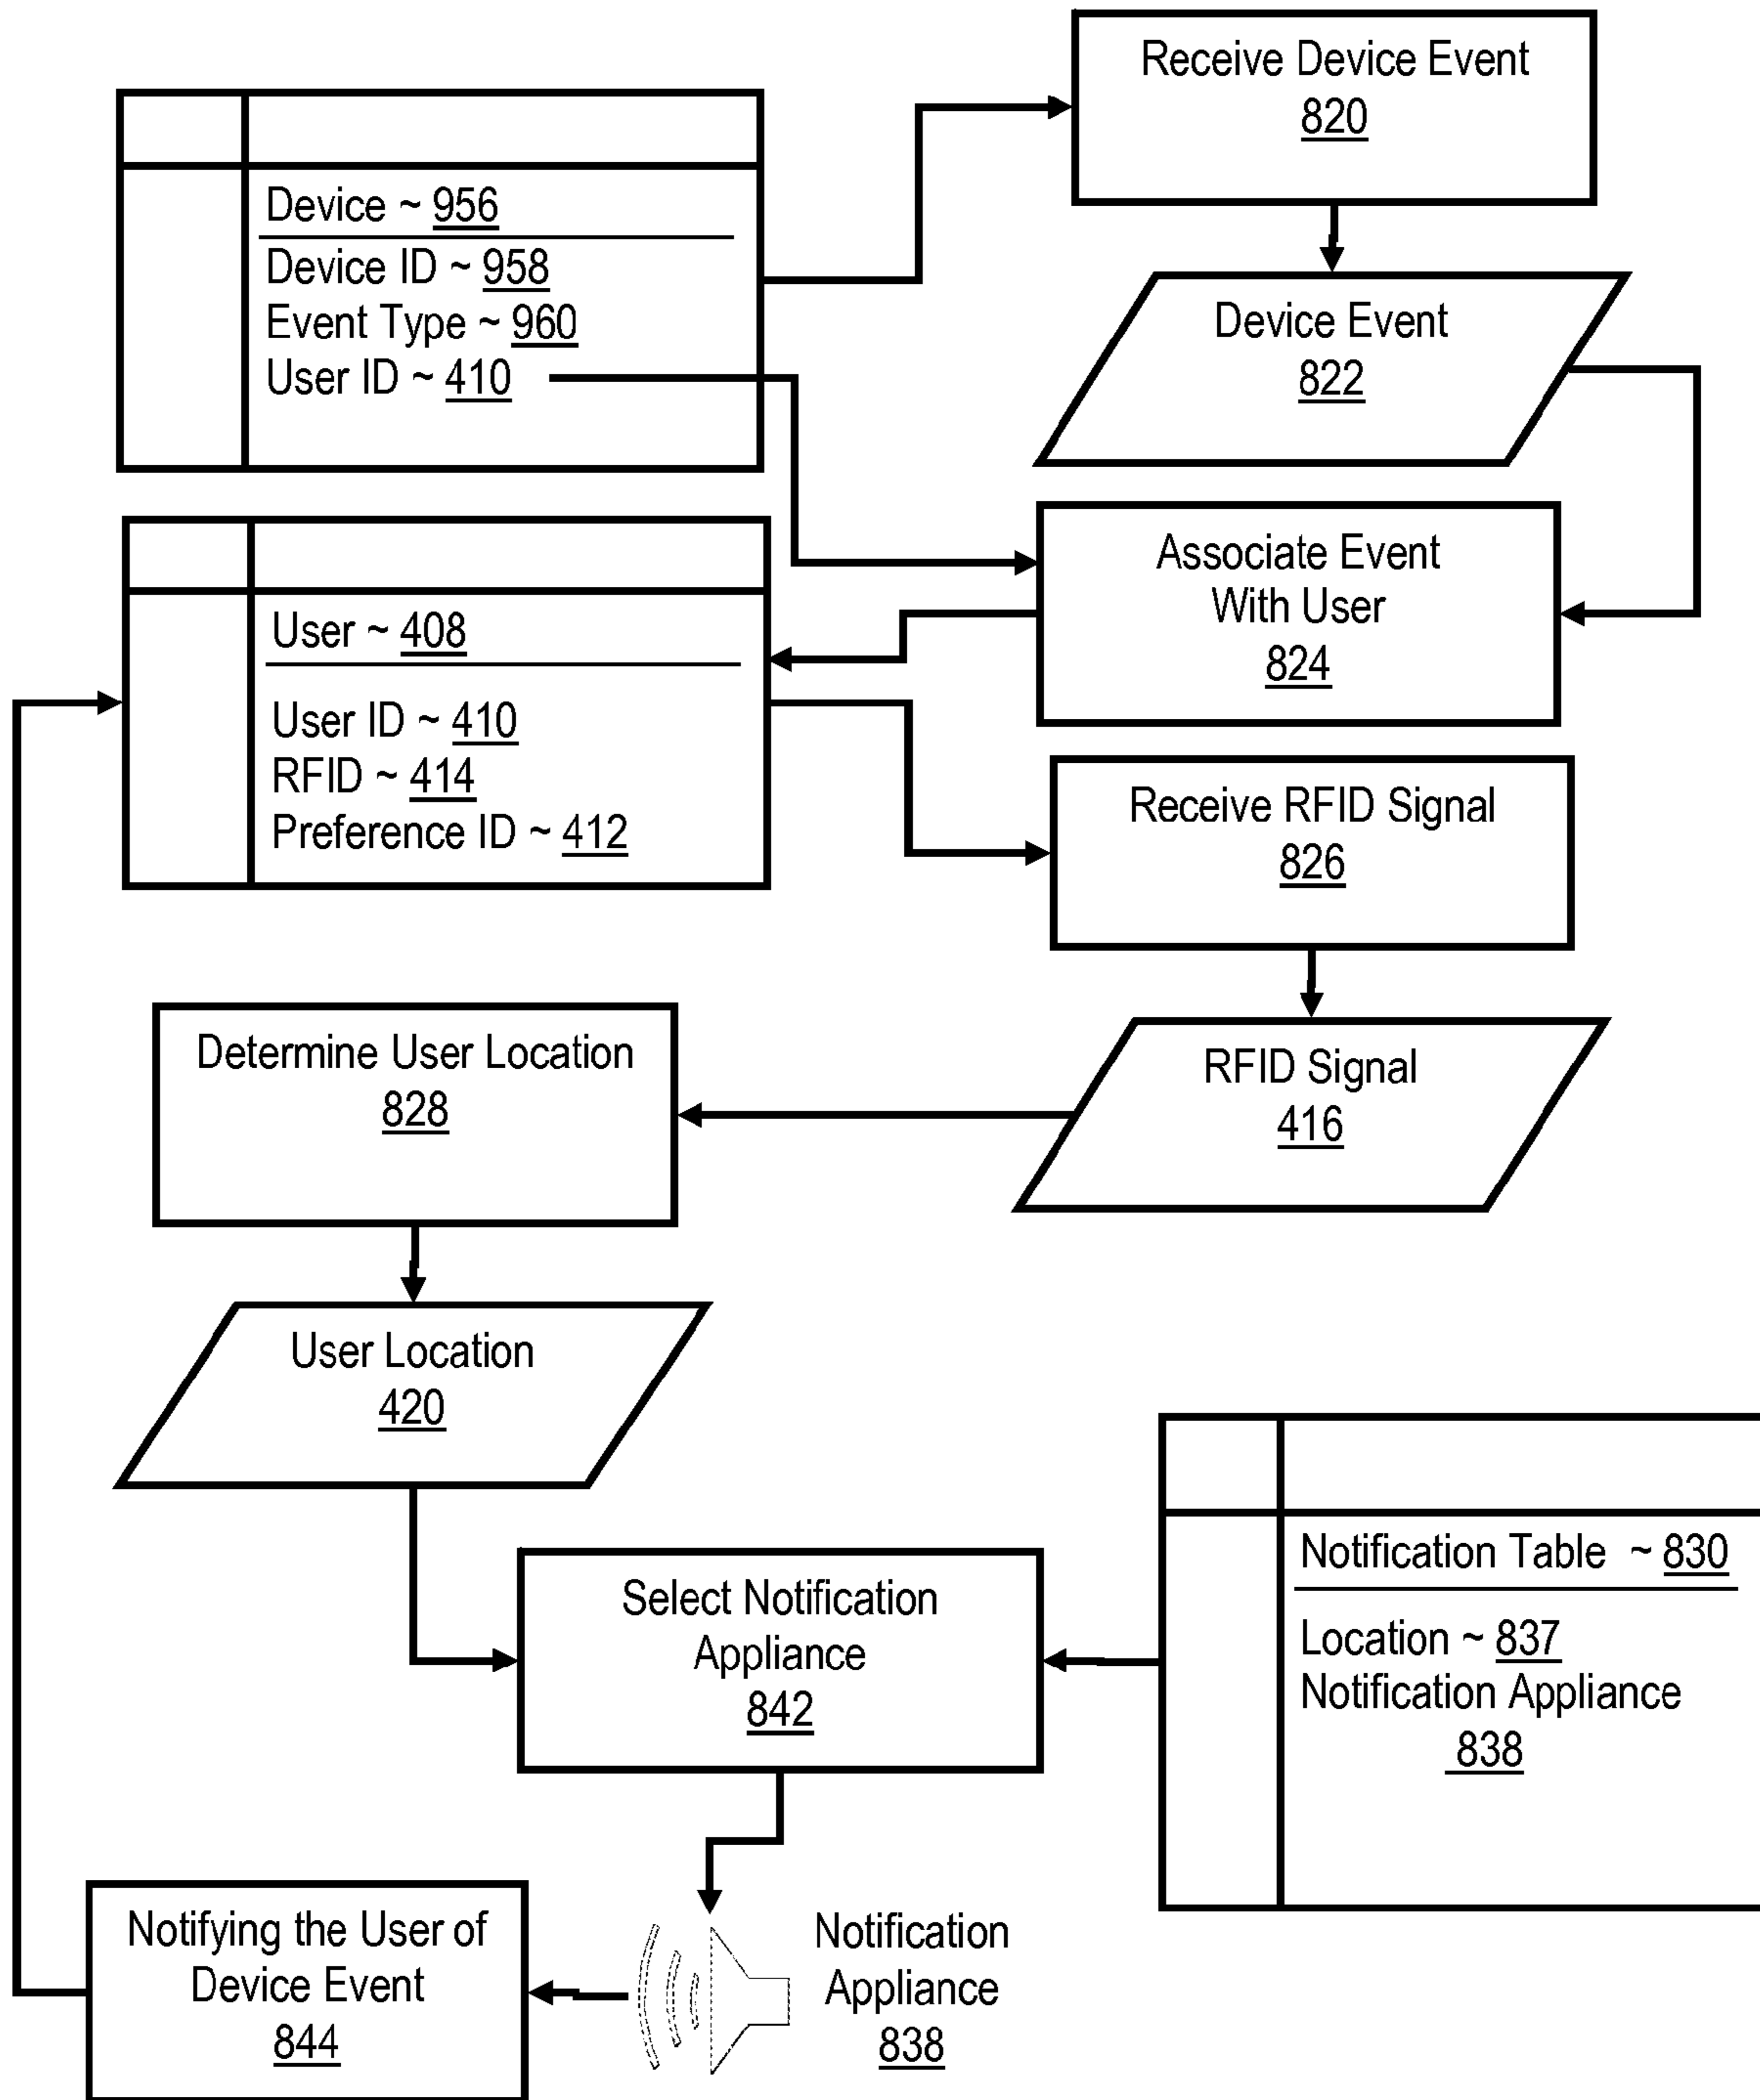 Receive Device Event
820
Device ~ 956
Device ID ~ 958
Event Type ~ 960
User ID ~ 410
Device Event
822
Associate Event
With User
824
User ~ 408
User ID ~ 410
RFID ~ 414
Preference ID ~ 412
Receive RFID Signal
826
Determine User Location
828
RFID Signal
416
User Location
420
Select Notification
Appliance
842
Notification Table ~ 830
Location ~ 837
Notification Appliance
838
Notifying the User of
Device Event
844
Notification
Appliance
838